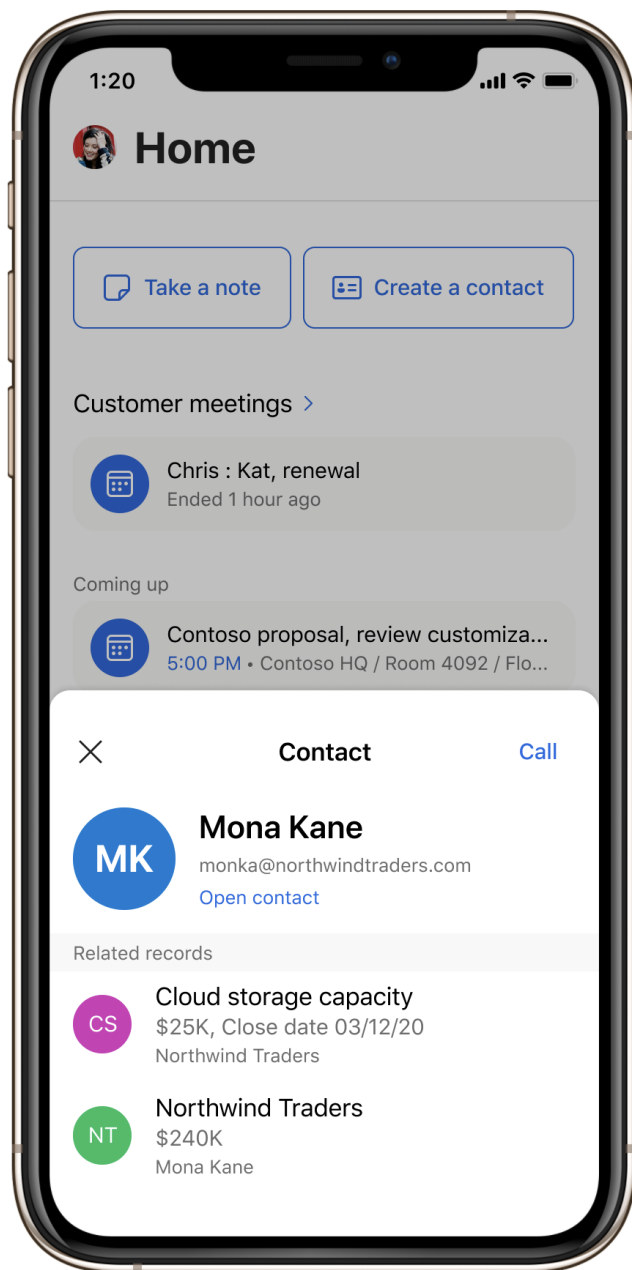 1:20
Home
Take a note
Create a contact
Customer meetings
Chris : Kat, renewal
Ended 1 hour ago
Coming up
Contoso proposal, review customiza...
5:00 PM • Contoso HQ / Room 4092 / Flo...
Contact
Call
MK
Mona Kane
monka@northwindtraders.com
Open contact
Related records
CS
Cloud storage capacity
$25K, Close date 03/12/20
Northwind Traders
NT
Northwind Traders
$240K
Mona Kane